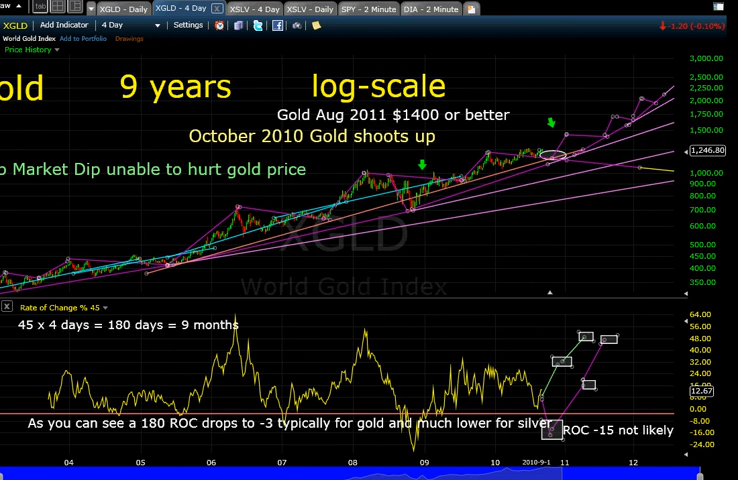 aw
tab
XGLD - Daily
XGLD - 4 Day
XSLV - 4 Day
XSLV - Daily
SPY - 2 Minute
DIA - 2 Minute
XGLD Add Indicator 4 Day Settings
1.20 (-0.10%)
World Gold Index Add to Portfolio Drawings
Price History
old 9 years log-scale
Gold Aug 2011 $1400 or better
October 2010 Gold shoots up
o Market Dip unable to hurt gold price
XGLD
World Gold Index
3,000.00
2,500.00
2,250.00
2,000.00
1,750.00
1,500.00
1,246.80
1,000.00
900.00
800.00
700.00
600.00
500.00
450.00
400.00
350.00
Rate of Change % 45
45 x 4 days = 180 days = 9 months
As you can see a 180 ROC drops to -3 typically for gold and much lower for silver
ROC -15 not likely
64.00
56.00
48.00
40.00
32.00
24.00
12.67
0.00
-8.00
-16.00
-24.00
04 05 06 07 08 09 10 2010-9-1 11 12